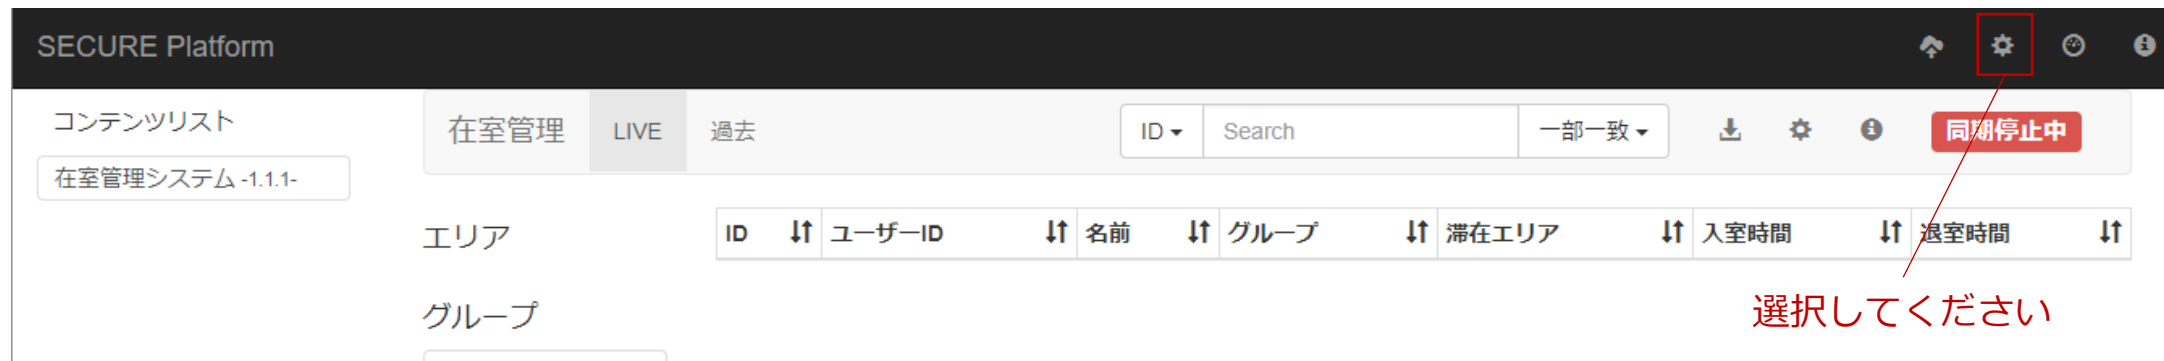 SECURE Platform
コンテンツリスト
在室管理システム -1.1.1-
在室管理 LIVE 過去 ID Search 一部一致 同期停止中
エリア
ID ユーザーID 名前 グループ 滞在エリア 入室時間 退室時間
グループ
選択してください